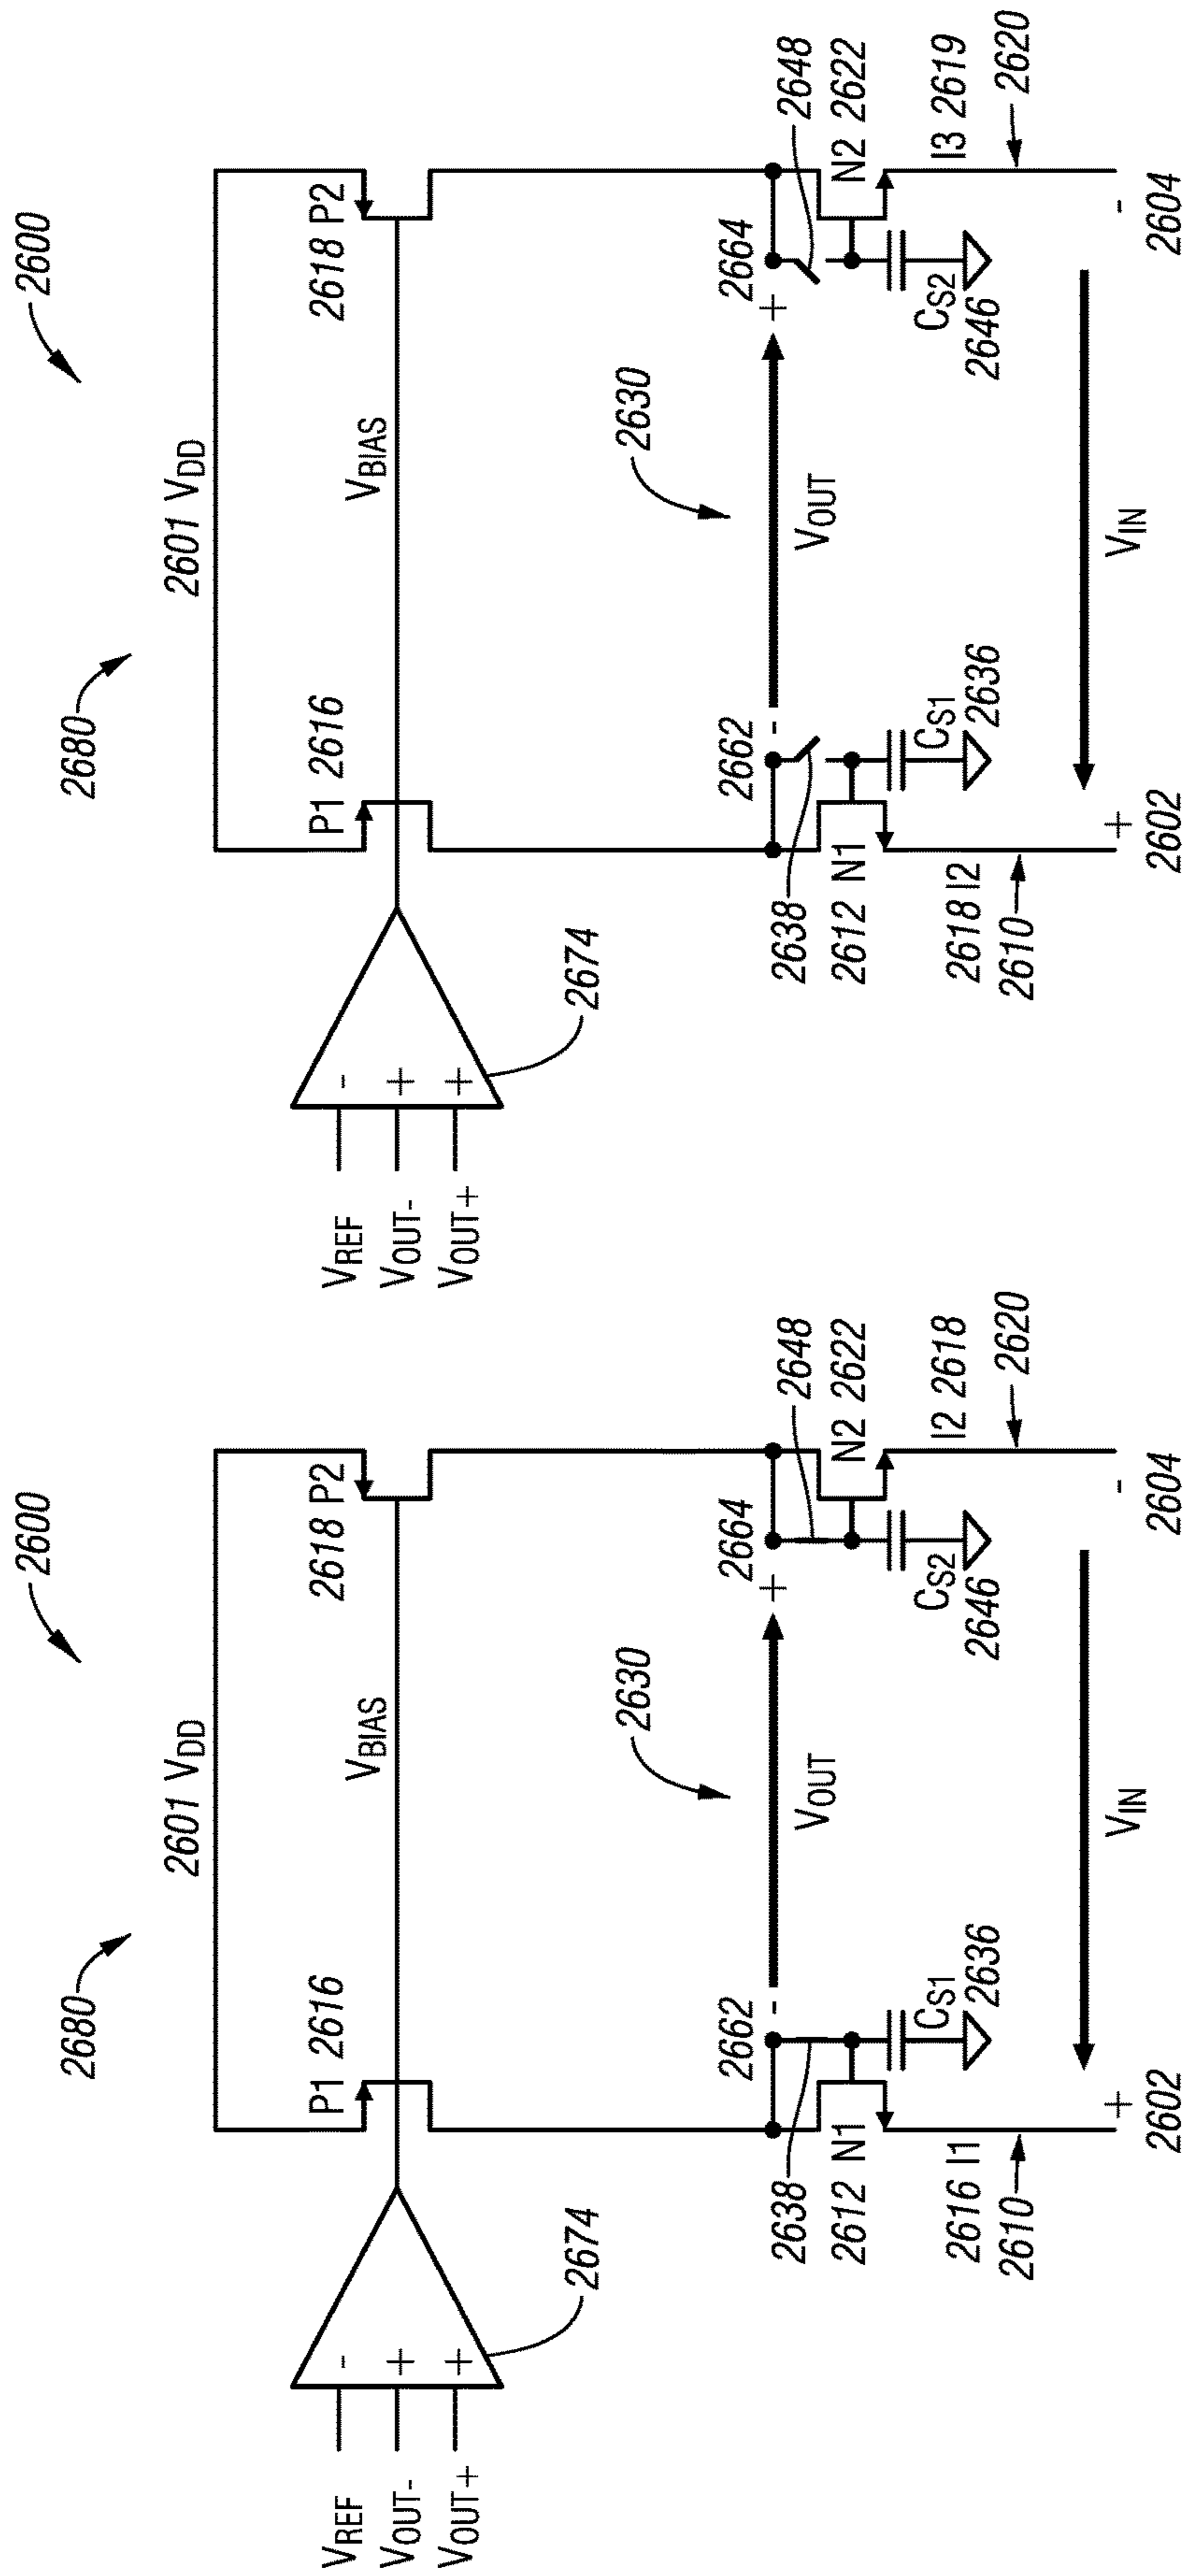 2600
2680
2601 VDD
P1 2616
2618 P2
VBIAS
VREF
VOUT-
VOUT+
-
+
+
2674
2630
2662
-
VOUT
+
2664
2638
2648
2612 N1
N2 2622
CS1
2636
CS2
2646
2616 I1
I2 2618
2610
2620
VIN
+
2602
-
2604
2600
2680
2601 VDD
P1 2616
2618 P2
VBIAS
VREF
VOUT-
VOUT+
-
+
+
2674
2630
2662
-
VOUT
+
2664
2638
2648
2612 N1
N2 2622
CS1
2636
CS2
2646
2618 I2
I3 2619
2610
2620
VIN
+
2602
-
2604